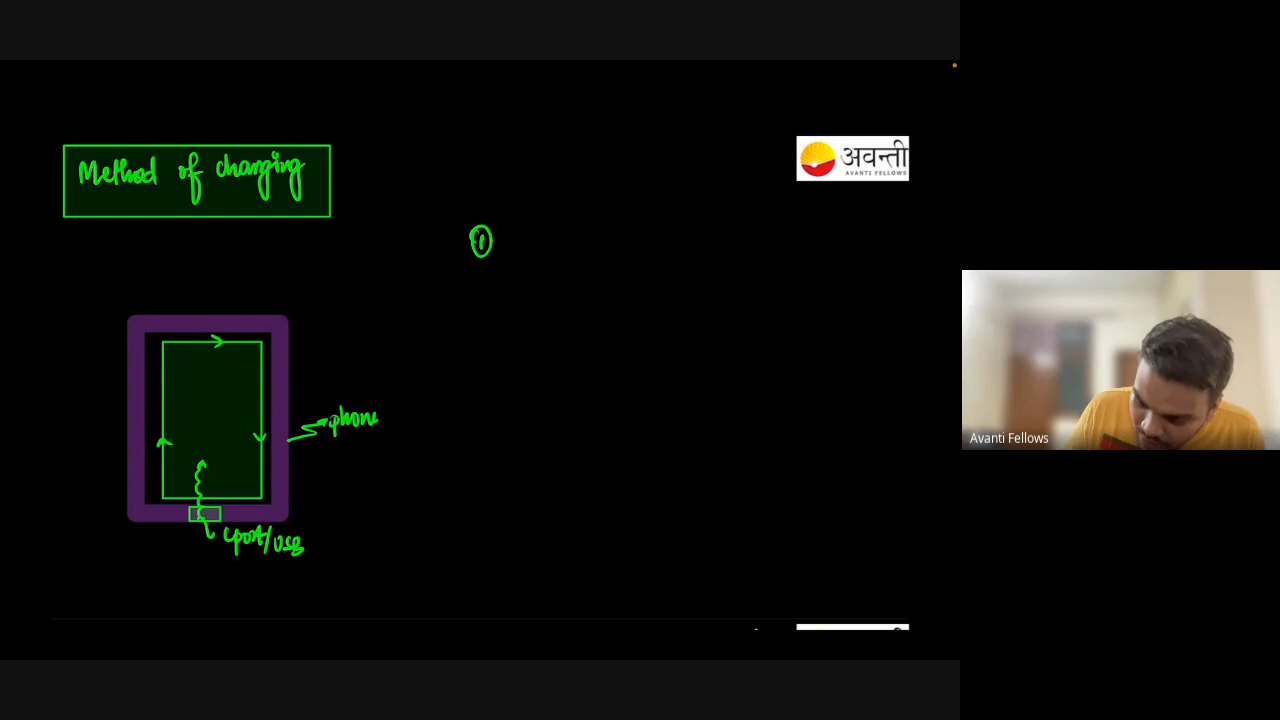 Method of charging
अवन्ती
AVANTI FELLOWS
①
phone
Cport/USB
Avanti Fellows